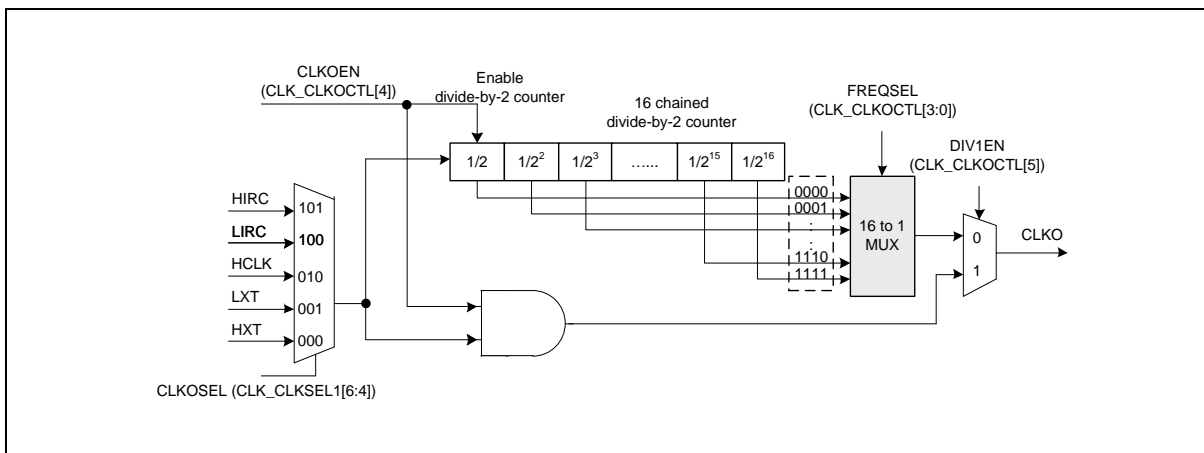 CLKOEN
(CLK_CLKOCTL[4])
Enable
divide-by-2 counter
16 chained
divide-by-2 counter
FREQSEL
(CLK_CLKOCTL[3:0])
DIV1EN
(CLK_CLKOCTL[5])
1/2
1/2²
1/2³
…...
1/2¹⁵
1/2¹⁶
0000
0001
:
:
1110
1111
16 to 1
MUX
0
1
CLKO
HIRC
101
LIRC
100
HCLK
010
LXT
001
HXT
000
CLKOSEL (CLK_CLKSEL1[6:4])